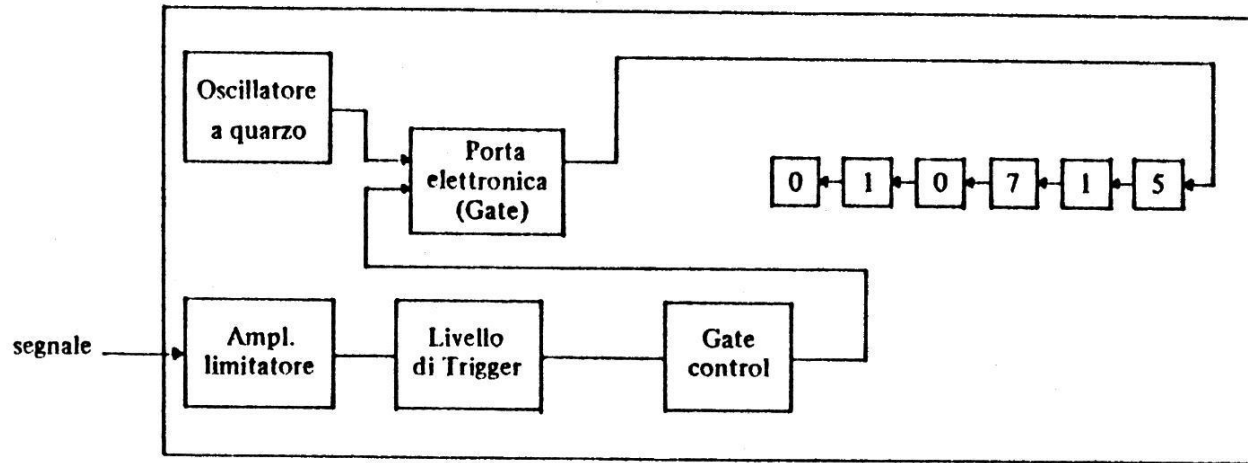 Oscillatore
a quarzo
Porta
elettronica
(Gate)
0 1 0 7 1 5
segnale
Ampl.
limitatore
Livello
di Trigger
Gate
control